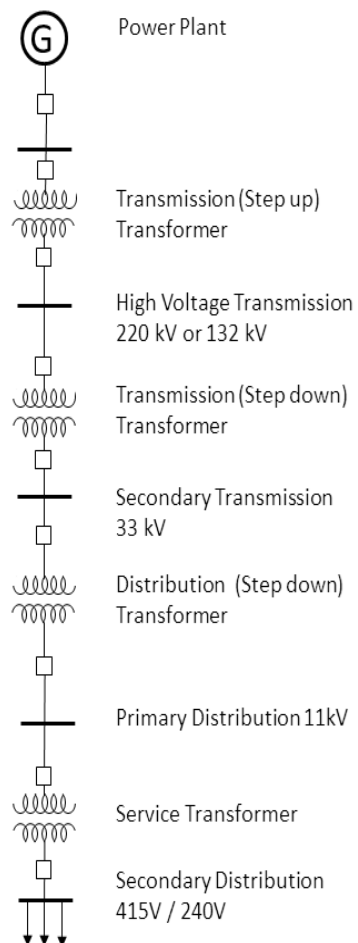 G
Power Plant
Transmission (Step up)
Transformer
High Voltage Transmission
220 kV or 132 kV
Transmission (Step down)
Transformer
Secondary Transmission
33 kV
Distribution (Step down)
Transformer
Primary Distribution 11kV
Service Transformer
Secondary Distribution
415V / 240V